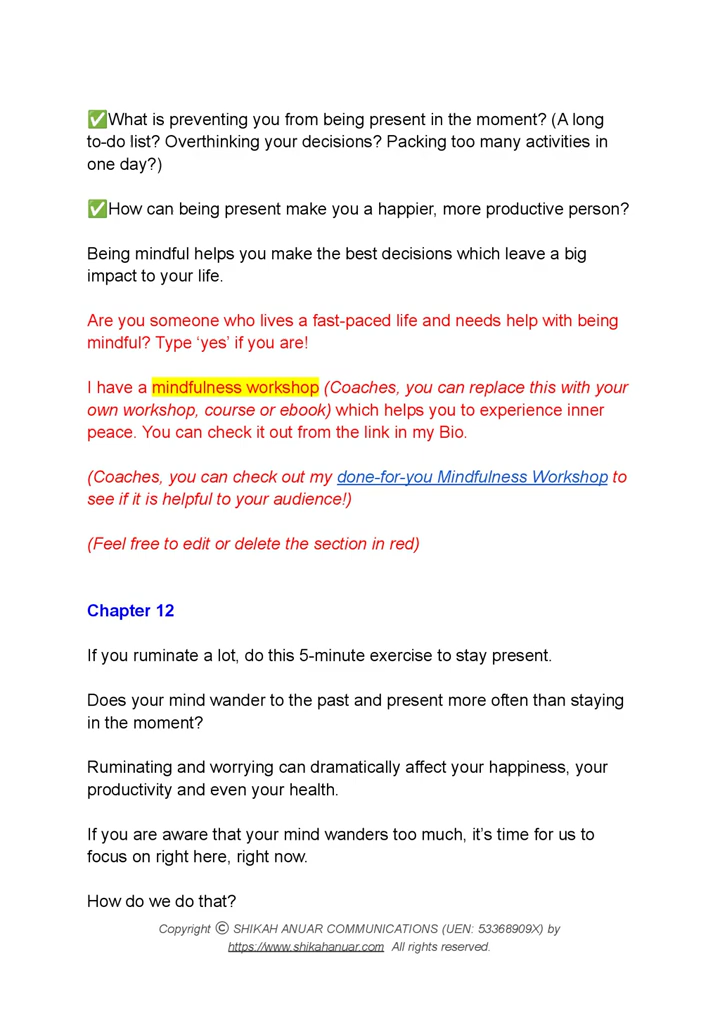 ✅What is preventing you from being present in the moment? (A long
to-do list? Overthinking your decisions? Packing too many activities in
one day?)
✅How can being present make you a happier, more productive person?
Being mindful helps you make the best decisions which leave a big
impact to your life.
Are you someone who lives a fast-paced life and needs help with being
mindful? Type ‘yes’ if you are!
I have a mindfulness workshop (Coaches, you can replace this with your
own workshop, course or ebook) which helps you to experience inner
peace. You can check it out from the link in my Bio.
(Coaches, you can check out my done-for-you Mindfulness Workshop to
see if it is helpful to your audience!)
(Feel free to edit or delete the section in red)
Chapter 12
If you ruminate a lot, do this 5-minute exercise to stay present.
Does your mind wander to the past and present more often than staying
in the moment?
Ruminating and worrying can dramatically affect your happiness, your
productivity and even your health.
If you are aware that your mind wanders too much, it’s time for us to
focus on right here, right now.
How do we do that?
Copyright © SHIKAH ANUAR COMMUNICATIONS (UEN: 53368909X) by
https://www.shikahanuar.com All rights reserved.